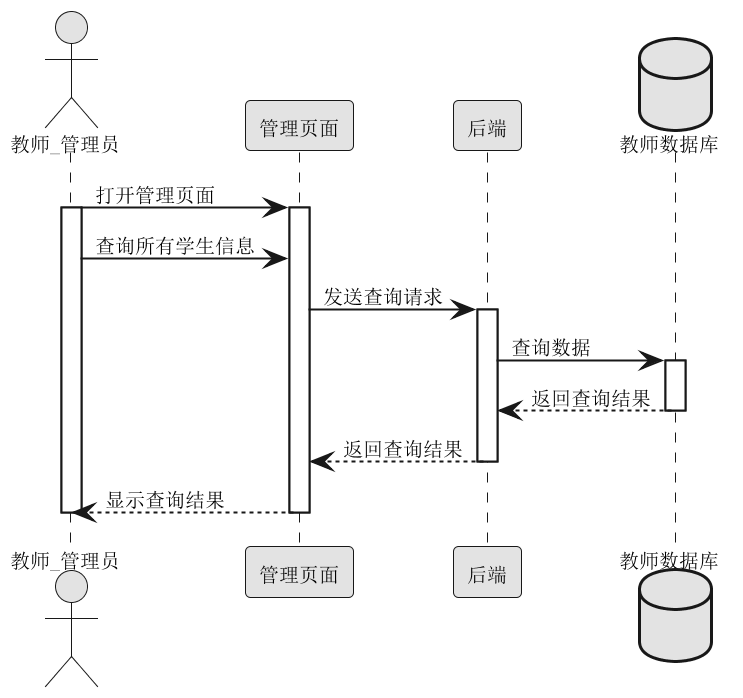 教师_管理员
管理页面
后端
教师数据库
打开管理页面
查询所有学生信息
发送查询请求
查询数据
返回查询结果
返回查询结果
显示查询结果
教师_管理员
管理页面
后端
教师数据库